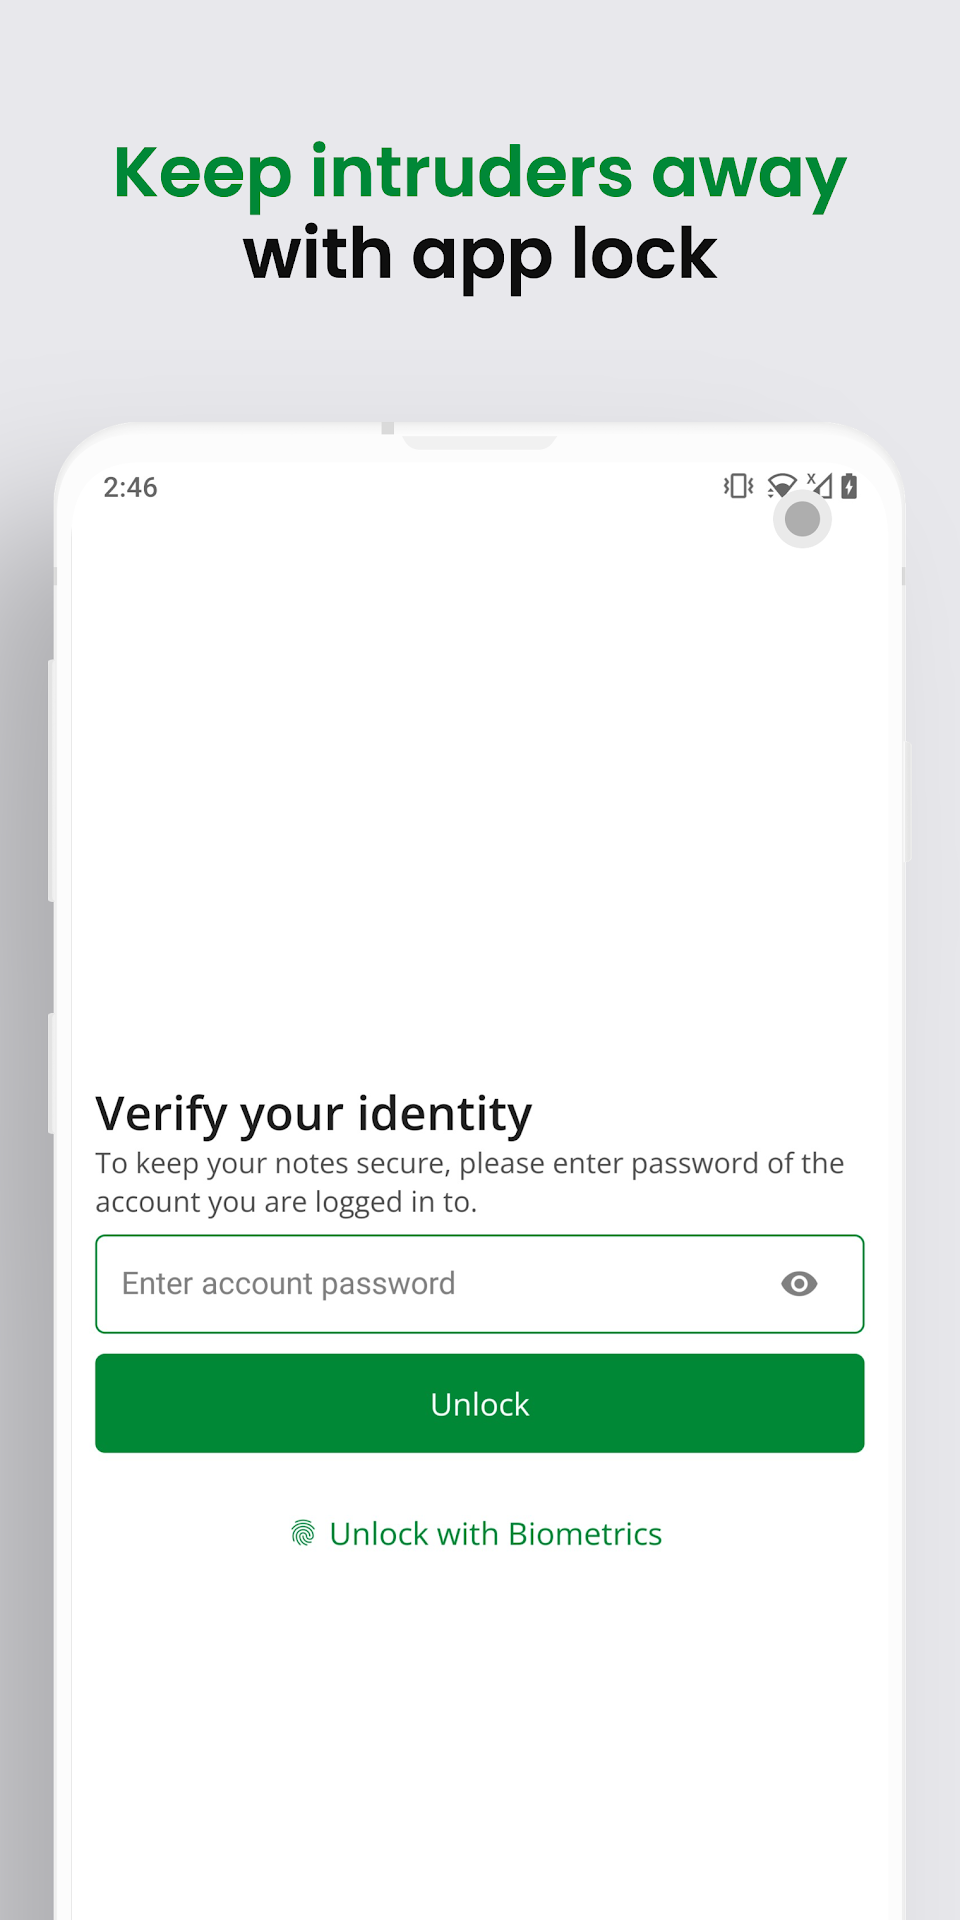 Keep intruders away
with app lock
2:46
Verify your identity
To keep your notes secure, please enter password of the
account you are logged in to.
Enter account password
Unlock
Unlock with Biometrics